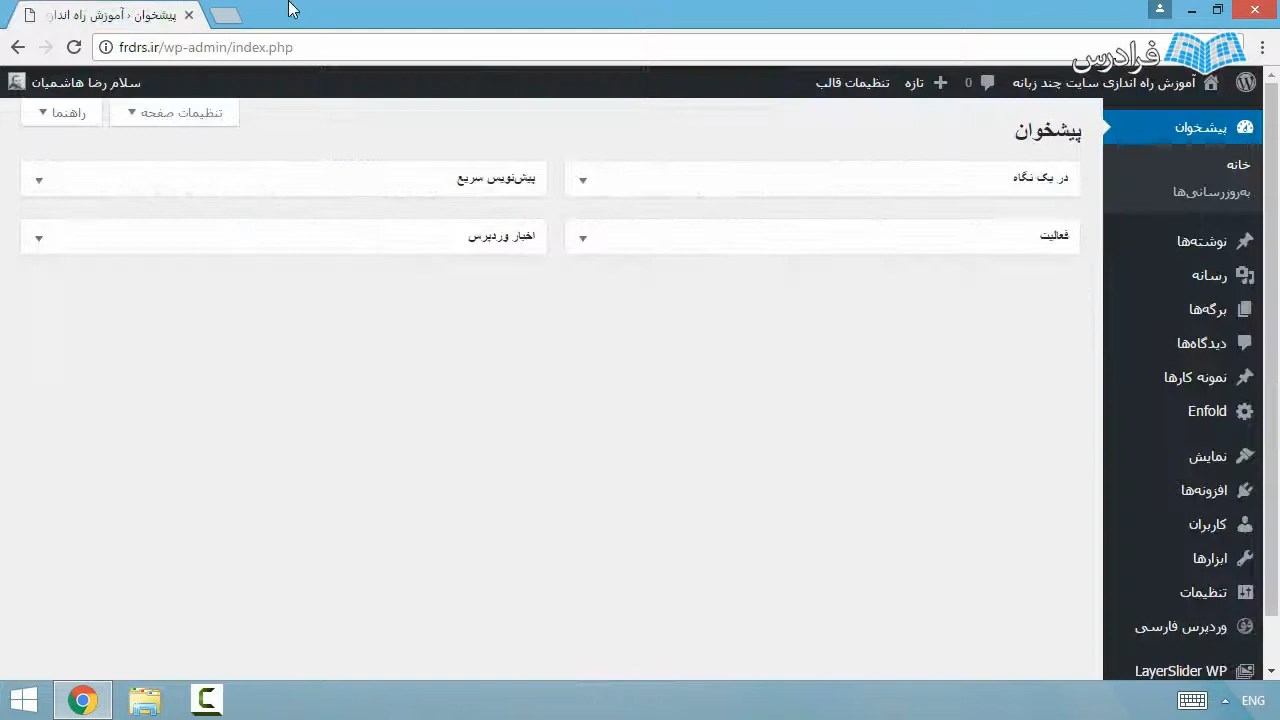 پیشخوان ‹ آموزش راه انداز
frdrs.ir/wp-admin/index.php
فرادرس
آموزش راه اندازی سایت چند زبانه
0
تازه
تنظیمات قالب
سلام رضا هاشمیان
تنظیمات صفحه
راهنما
پیشخوان
در یک نگاه
پیش‌نویس سریع
فعالیت
اخبار وردپرس
پیشخوان
خانه
به‌روزرسانی‌ها
نوشته‌ها
رسانه
برگه‌ها
دیدگاه‌ها
نمونه کارها
Enfold
نمایش
افزونه‌ها
کاربران
ابزارها
تنظیمات
وردپرس فارسی
LayerSlider WP
ENG